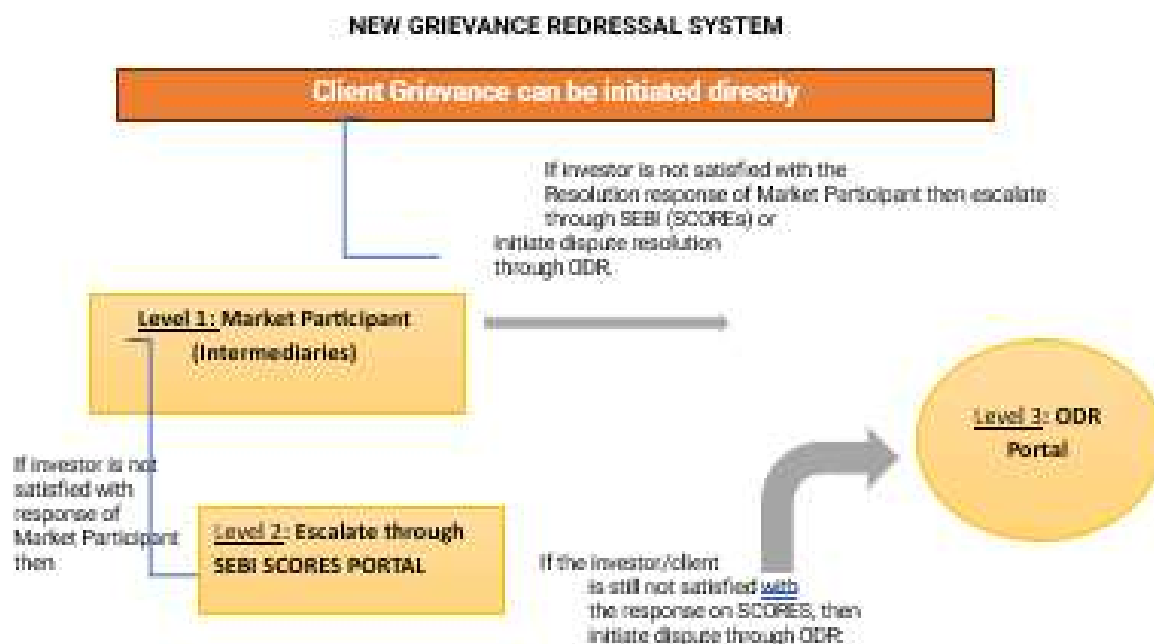 NEW GRIEVANCE REDRESSAL SYSTEM
Client Grievance can be initiated directly
If investor is not satisfied with the
Resolution response of Market Participant then escalate
through SEBI (SCOREs) or
initiate dispute resolution
through ODR.
Level 1: Market Participant
(Intermediaries)
Level 3: ODR
Portal
If investor is not
satisfied with
response of
Market Participant
then
Level 2: Escalate through
SEBI SCORES PORTAL
If the investor/client
is still not satisfied with
the response on SCORES, then
initiate dispute through ODR.